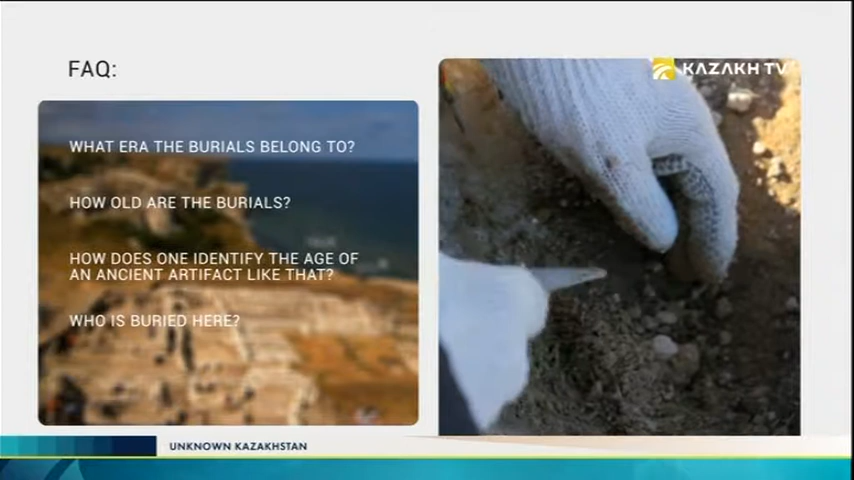 FAQ:
KAZAKH TV
WHAT ERA THE BURIALS BELONG TO?
HOW OLD ARE THE BURIALS?
HOW DOES ONE IDENTIFY THE AGE OF
AN ANCIENT ARTIFACT LIKE THAT?
WHO IS BURIED HERE?
UNKNOWN KAZAKHSTAN